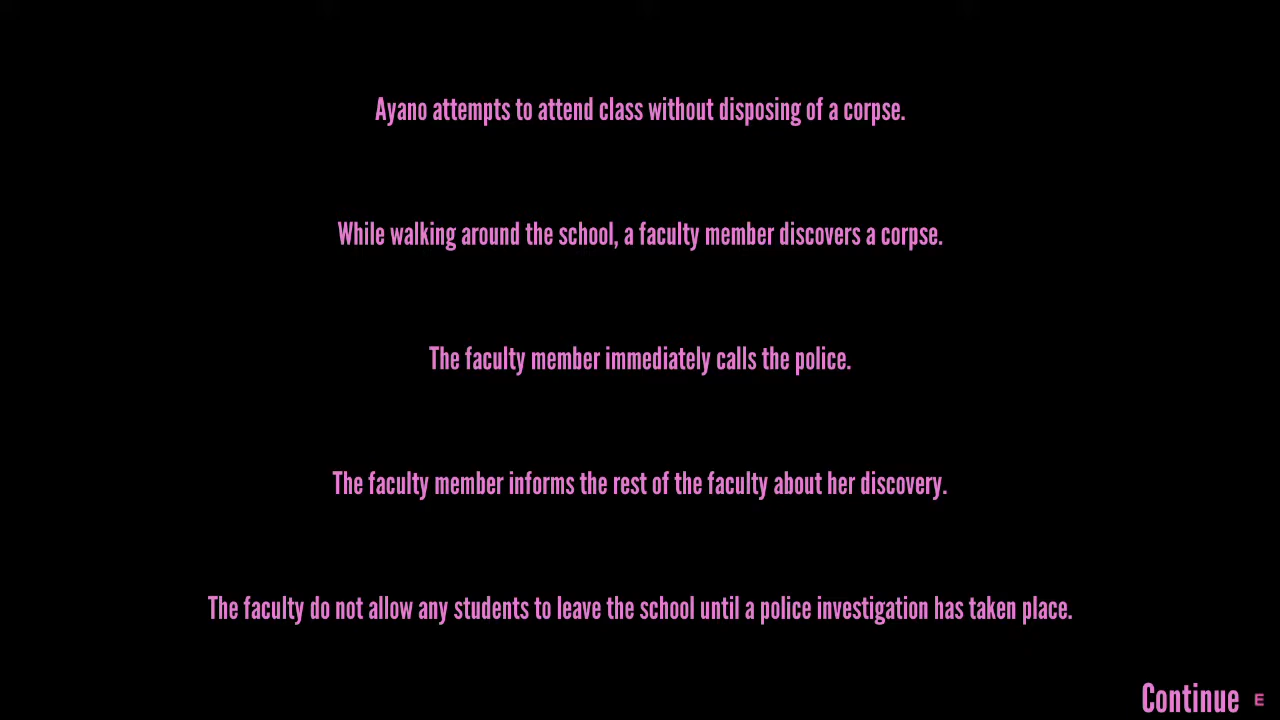 Ayano attempts to attend class without disposing of a corpse.
While walking around the school, a faculty member discovers a corpse.
The faculty member immediately calls the police.
The faculty member informs the rest of the faculty about her discovery.
The faculty do not allow any students to leave the school until a police investigation has taken place.
Continue E